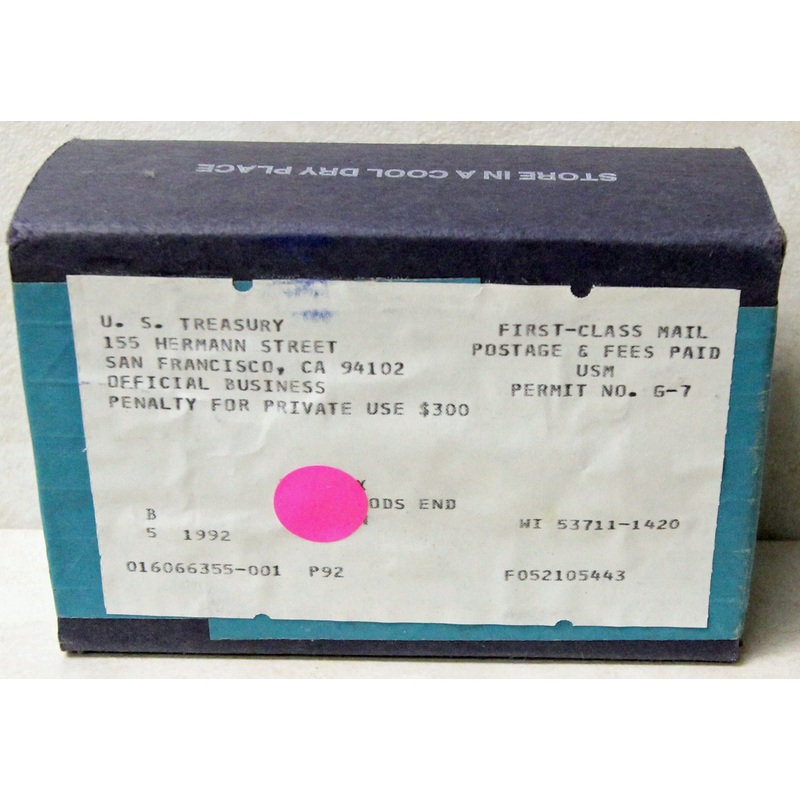 STORE IN A COOL DRY PLACE
U. S. TREASURY
155 HERMANN STREET
SAN FRANCISCO, CA 94102
OFFICIAL BUSINESS
PENALTY FOR PRIVATE USE $300
FIRST-CLASS MAIL
POSTAGE & FEES PAID
USM
PERMIT NO. G-7
ODS END
B
5 1992
WI 53711-1420
016066355-001 P92
F052105443